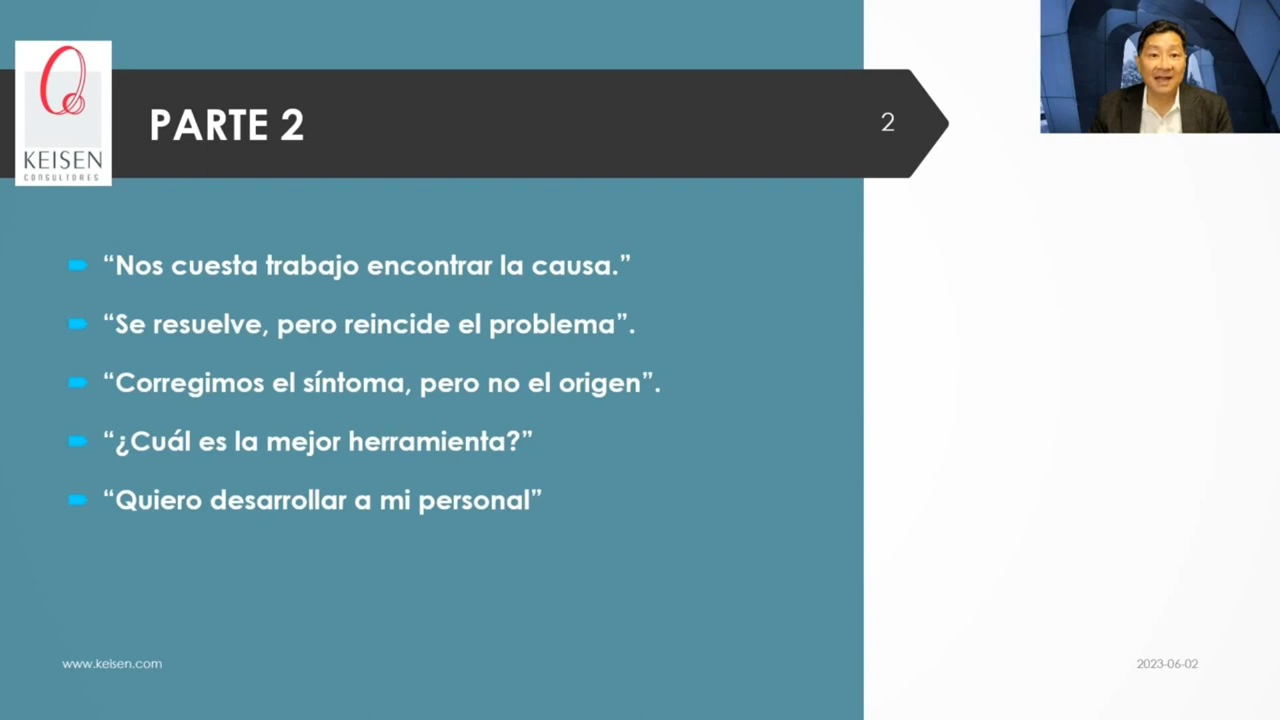 KEISEN
CONSULTORES
PARTE 2
2
“Nos cuesta trabajo encontrar la causa.”
“Se resuelve, pero reincide el problema”.
“Corregimos el síntoma, pero no el origen”.
“¿Cuál es la mejor herramienta?”
“Quiero desarrollar a mi personal”
www.keisen.com
2023-06-02